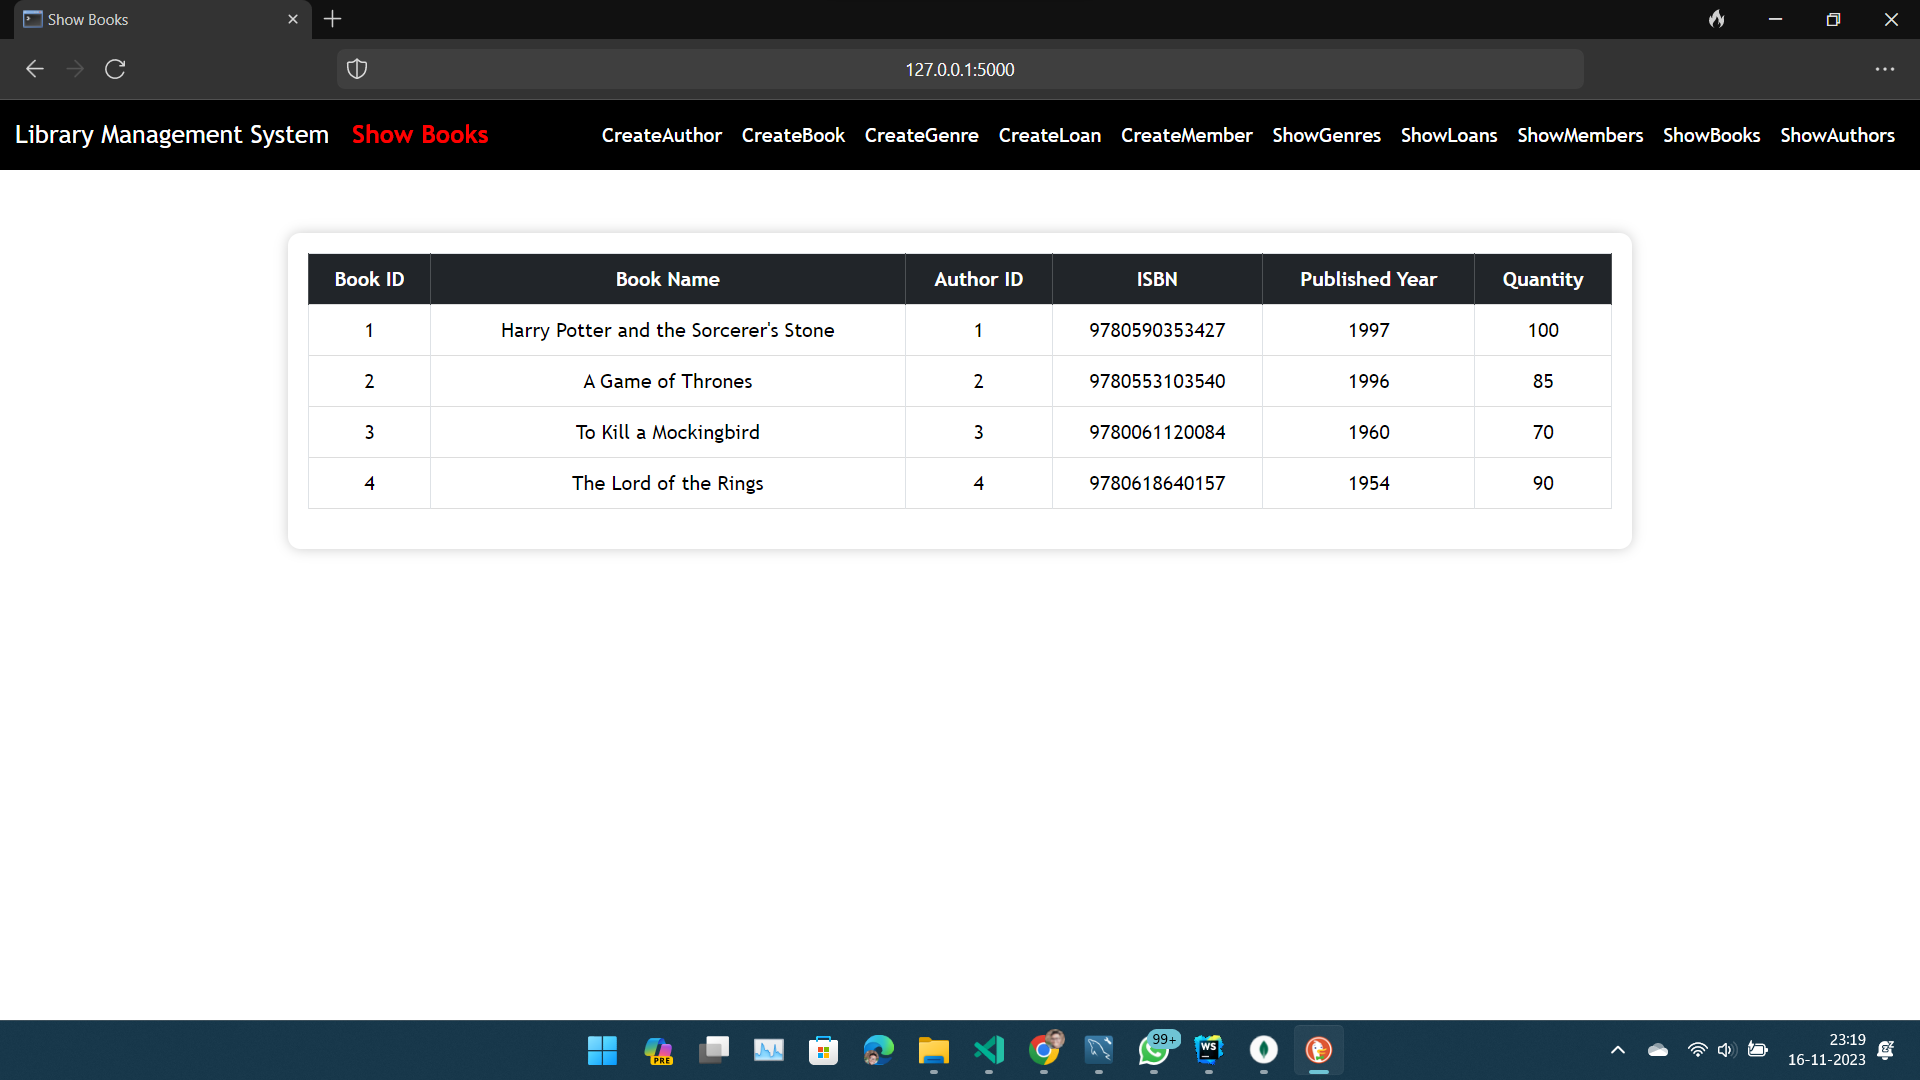 Show Books
127.0.0.1:5000
Library Management System Show Books CreateAuthor CreateBook CreateGenre CreateLoan CreateMember ShowGenres ShowLoans ShowMembers ShowBooks ShowAuthors
Book ID Book Name Author ID ISBN Published Year Quantity
1 Harry Potter and the Sorcerer's Stone 1 9780590353427 1997 100
2 A Game of Thrones 2 9780553103540 1996 85
3 To Kill a Mockingbird 3 9780061120084 1960 70
4 The Lord of the Rings 4 9780618640157 1954 90
PRE
99+
WS
23:19
16-11-2023